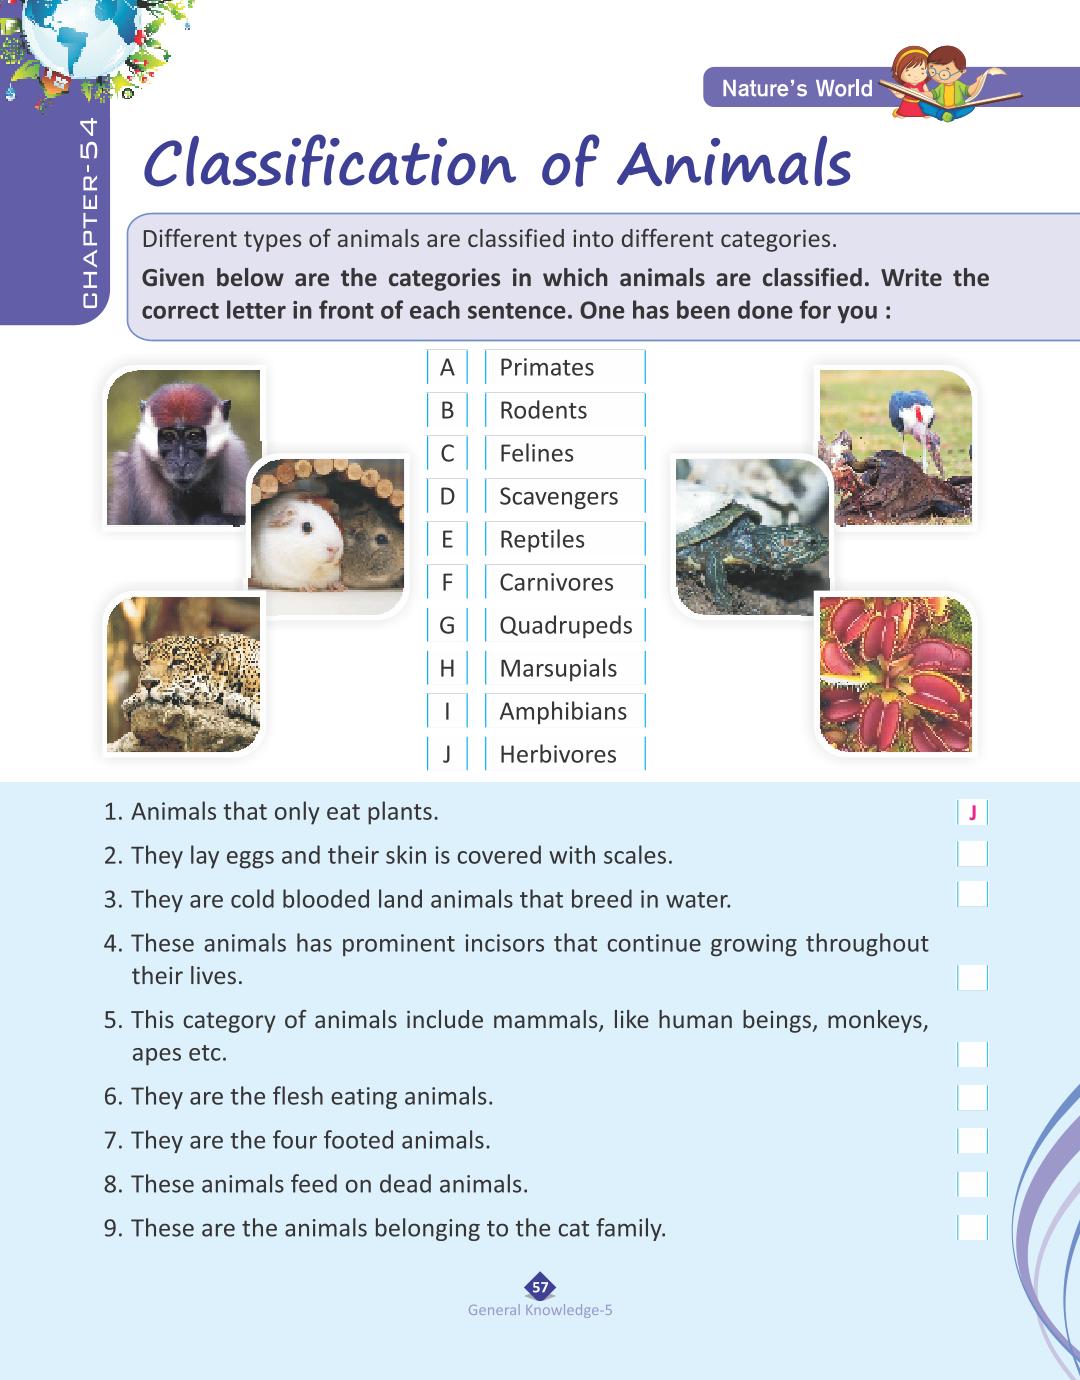 Nature's World
CHAPTER-54
Classification of Animals
Different types of animals are classified into different categories.
Given below are the categories in which animals are classified. Write the
correct letter in front of each sentence. One has been done for you :
A Primates
B Rodents
C Felines
D Scavengers
E Reptiles
F Carnivores
G Quadrupeds
H Marsupials
I Amphibians
J Herbivores
1. Animals that only eat plants. J
2. They lay eggs and their skin is covered with scales.
3. They are cold blooded land animals that breed in water.
4. These animals has prominent incisors that continue growing throughout
their lives.
5. This category of animals include mammals, like human beings, monkeys,
apes etc.
6. They are the flesh eating animals.
7. They are the four footed animals.
8. These animals feed on dead animals.
9. These are the animals belonging to the cat family.
57
General Knowledge-5